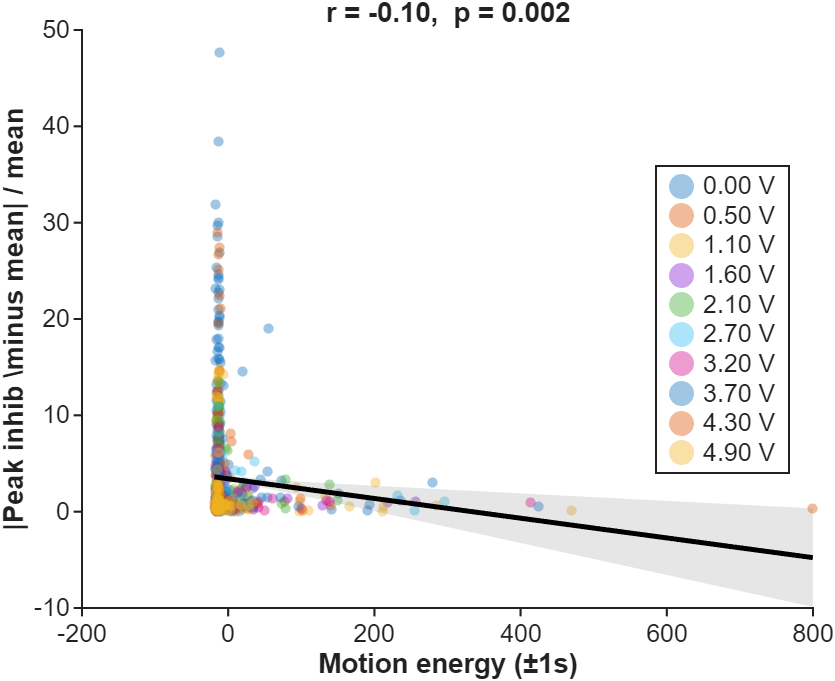 r = -0.10,  p = 0.002
|Peak inhib \minus mean| / mean
50
40
30
20
10
0
-10
-200
0
200
400
600
800
Motion energy (±1s)
0.00 V
0.50 V
1.10 V
1.60 V
2.10 V
2.70 V
3.20 V
3.70 V
4.30 V
4.90 V